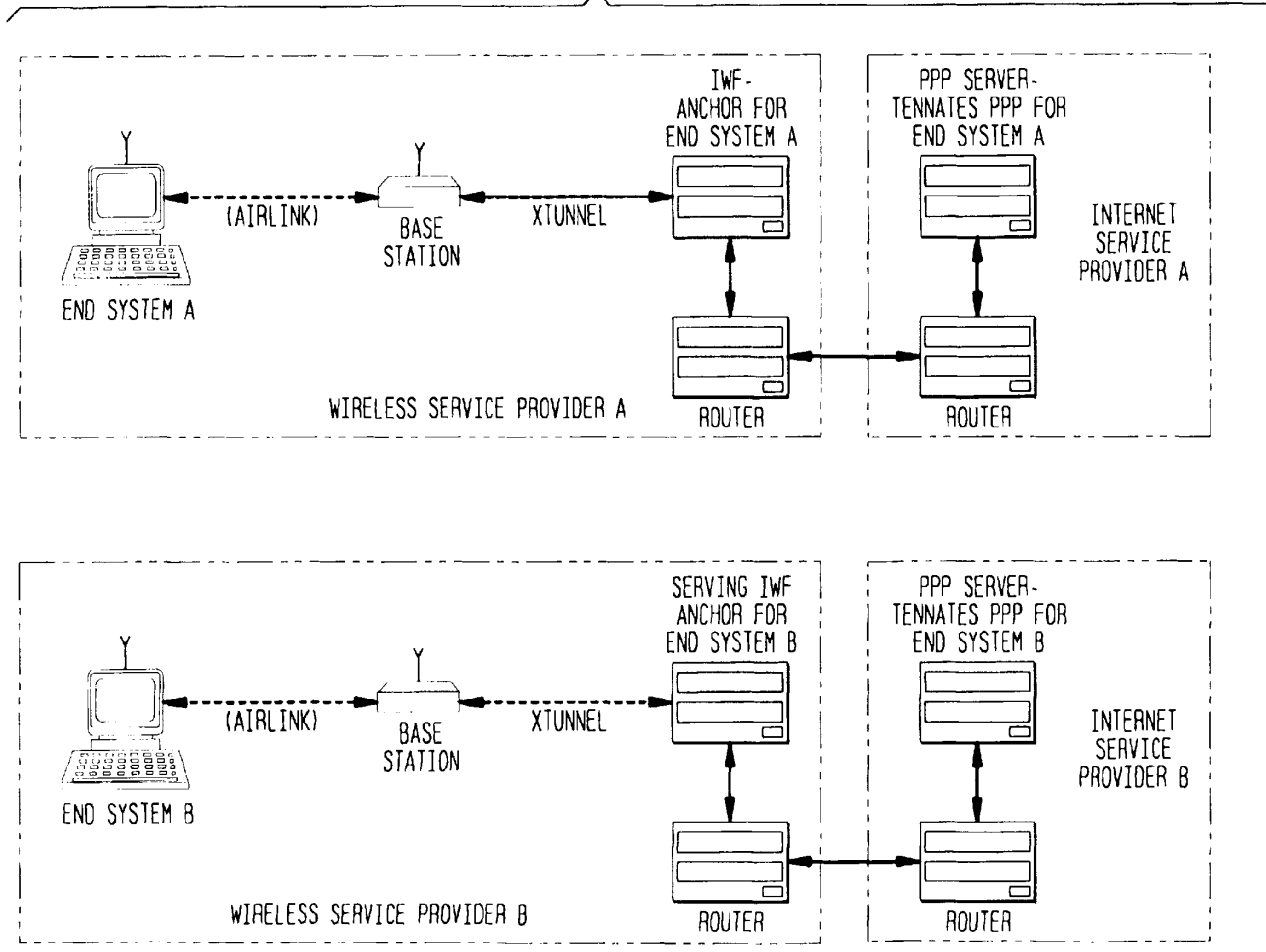 IWF-
ANCHOR FOR
END SYSTEM A
PPP SERVER-
TENNATES PPP FOR
END SYSTEM A
(AIRLINK)
BASE
STATION
XTUNNEL
INTERNET
SERVICE
PROVIDER A
END SYSTEM A
WIRELESS SERVICE PROVIDER A
ROUTER
ROUTER
SERVING IWF
ANCHOR FOR
END SYSTEM B
PPP SERVER-
TENNATES PPP FOR
END SYSTEM B
(AIRLINK)
BASE
STATION
XTUNNEL
INTERNET
SERVICE
PROVIDER B
END SYSTEM B
WIRELESS SERVICE PROVIDER B
ROUTER
ROUTER